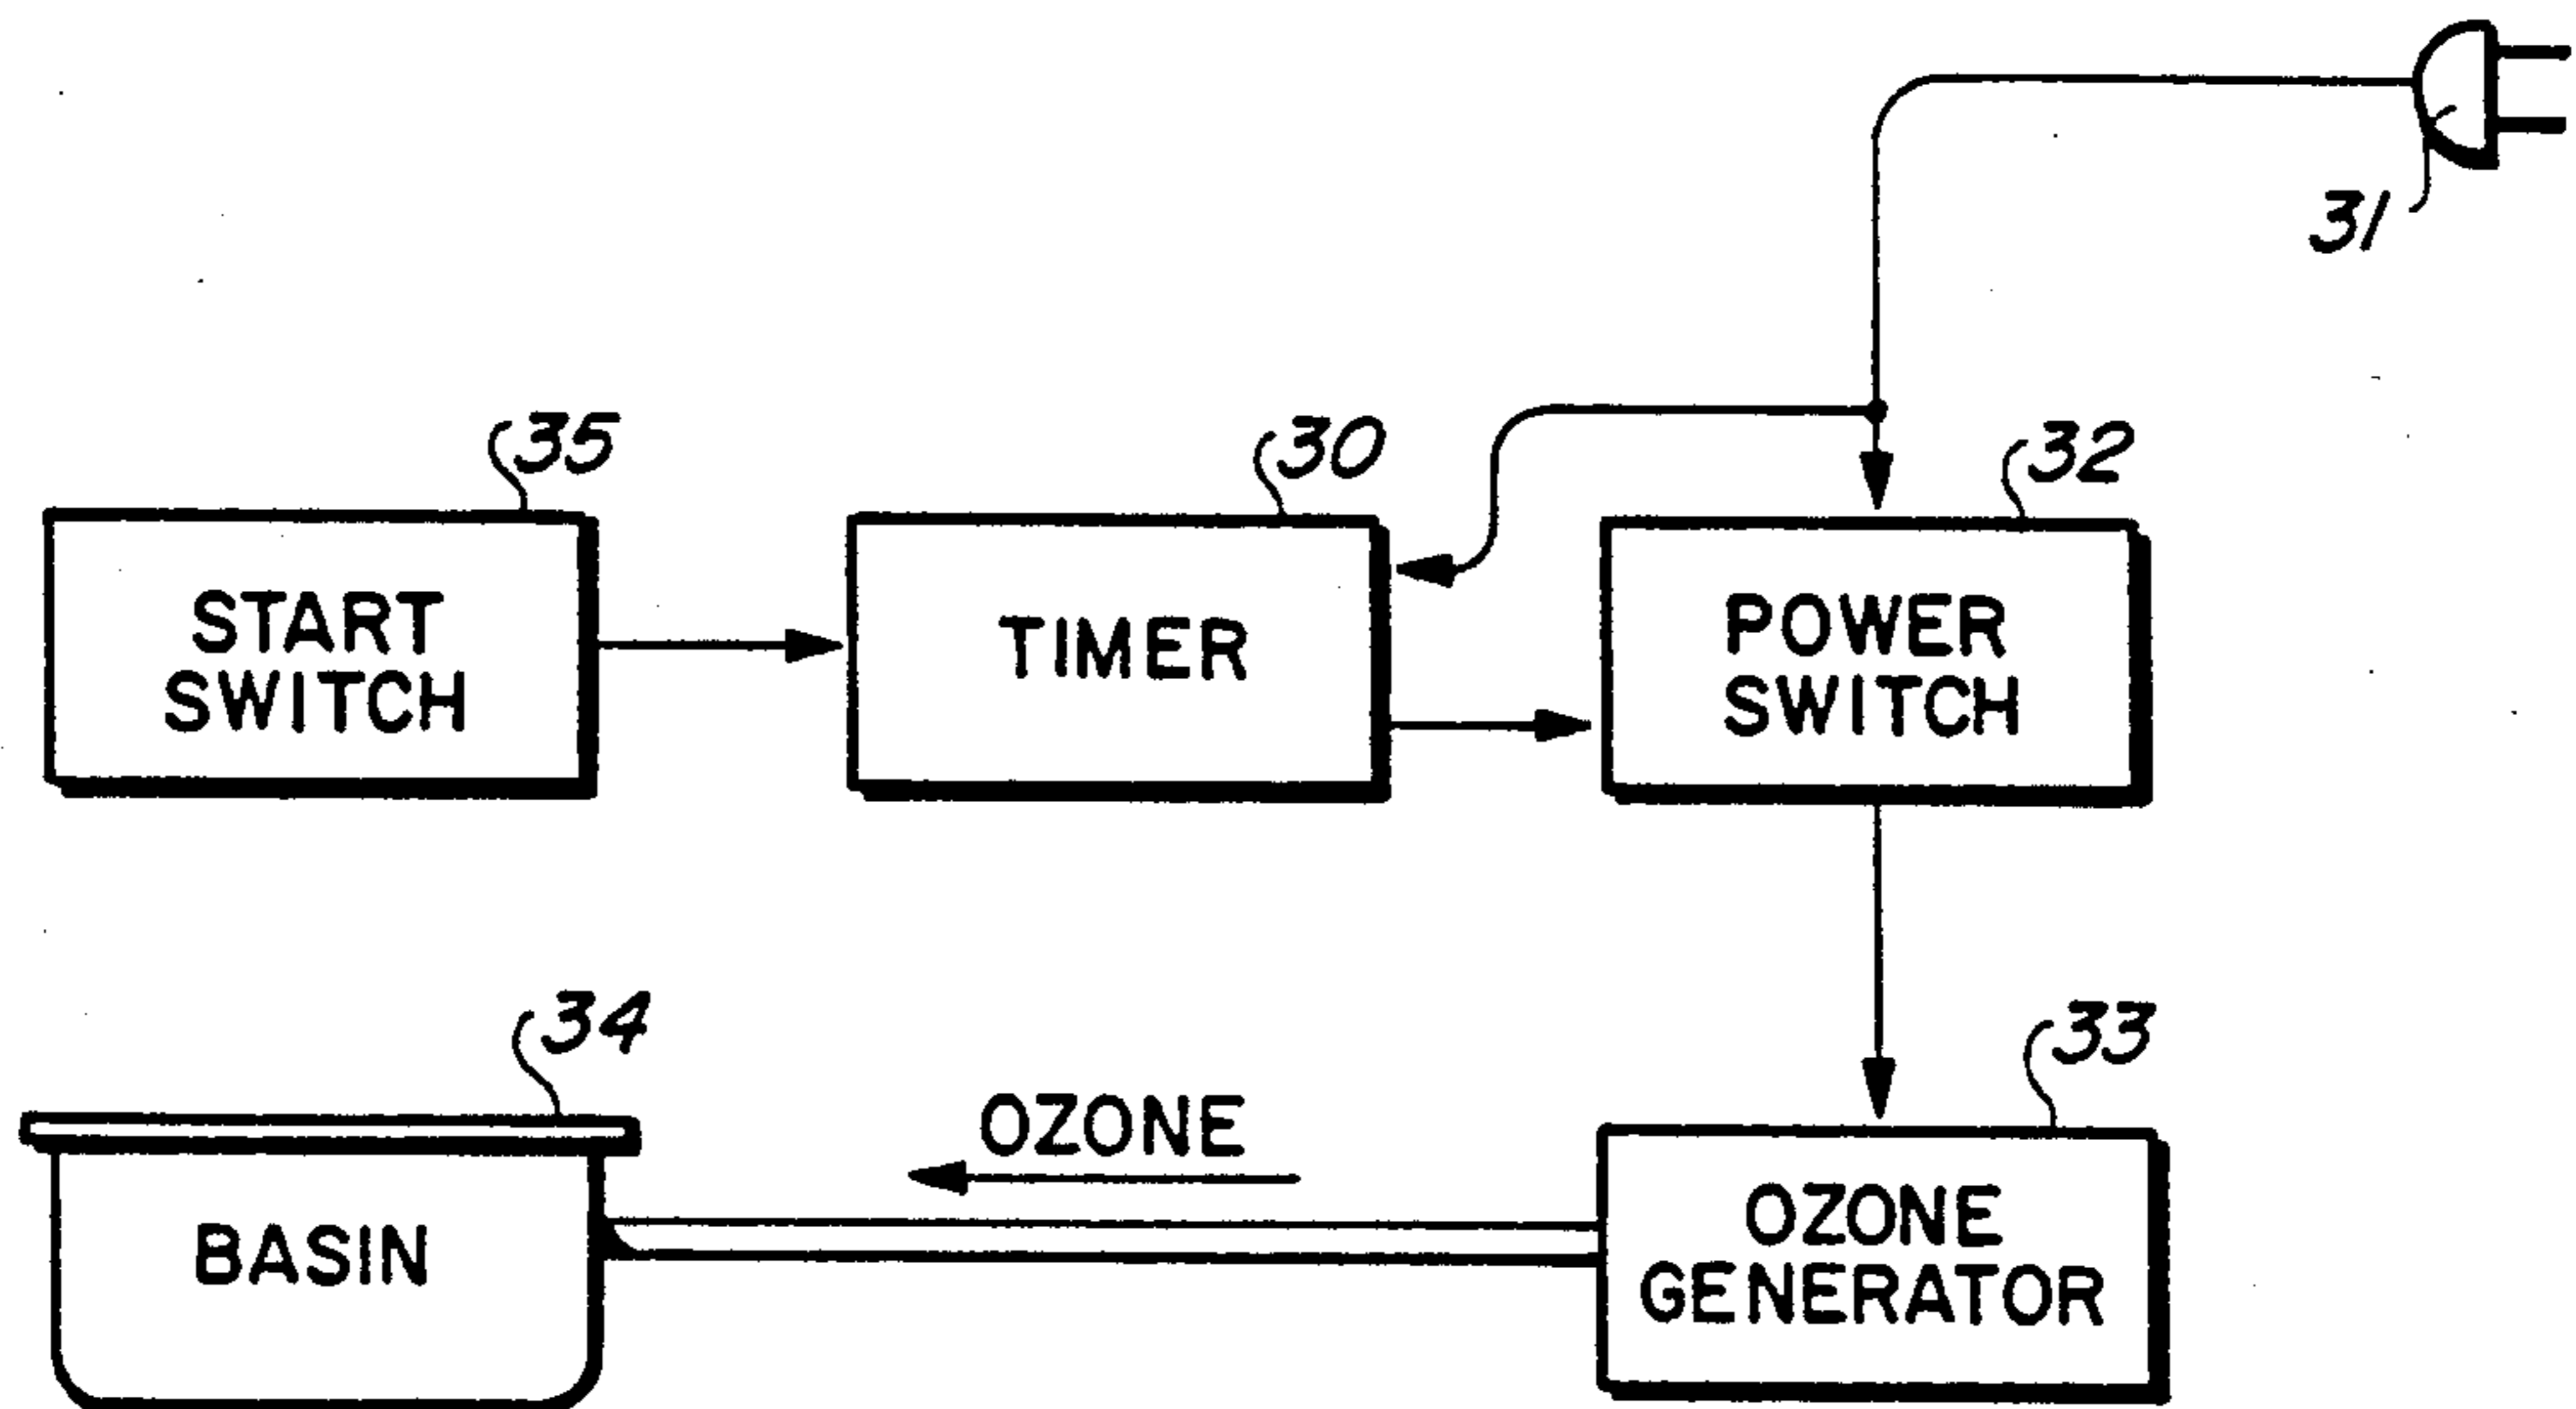 31
35
30
32
START
SWITCH
TIMER
POWER
SWITCH
34
33
OZONE
BASIN
OZONE
GENERATOR